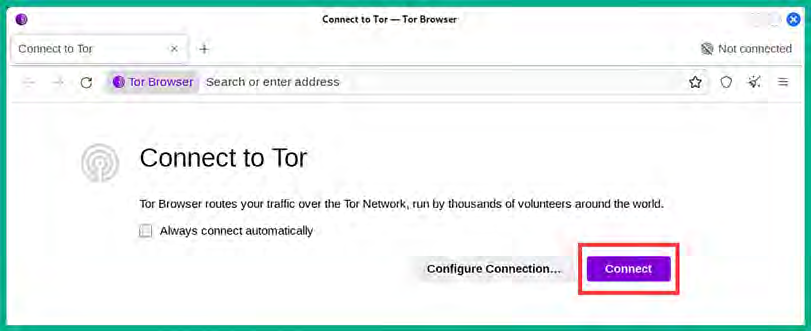 Connect to Tor — Tor Browser
Connect to Tor
Not connected
Tor Browser Search or enter address
Connect to Tor
Tor Browser routes your traffic over the Tor Network, run by thousands of volunteers around the world.
Always connect automatically
Configure Connection... Connect